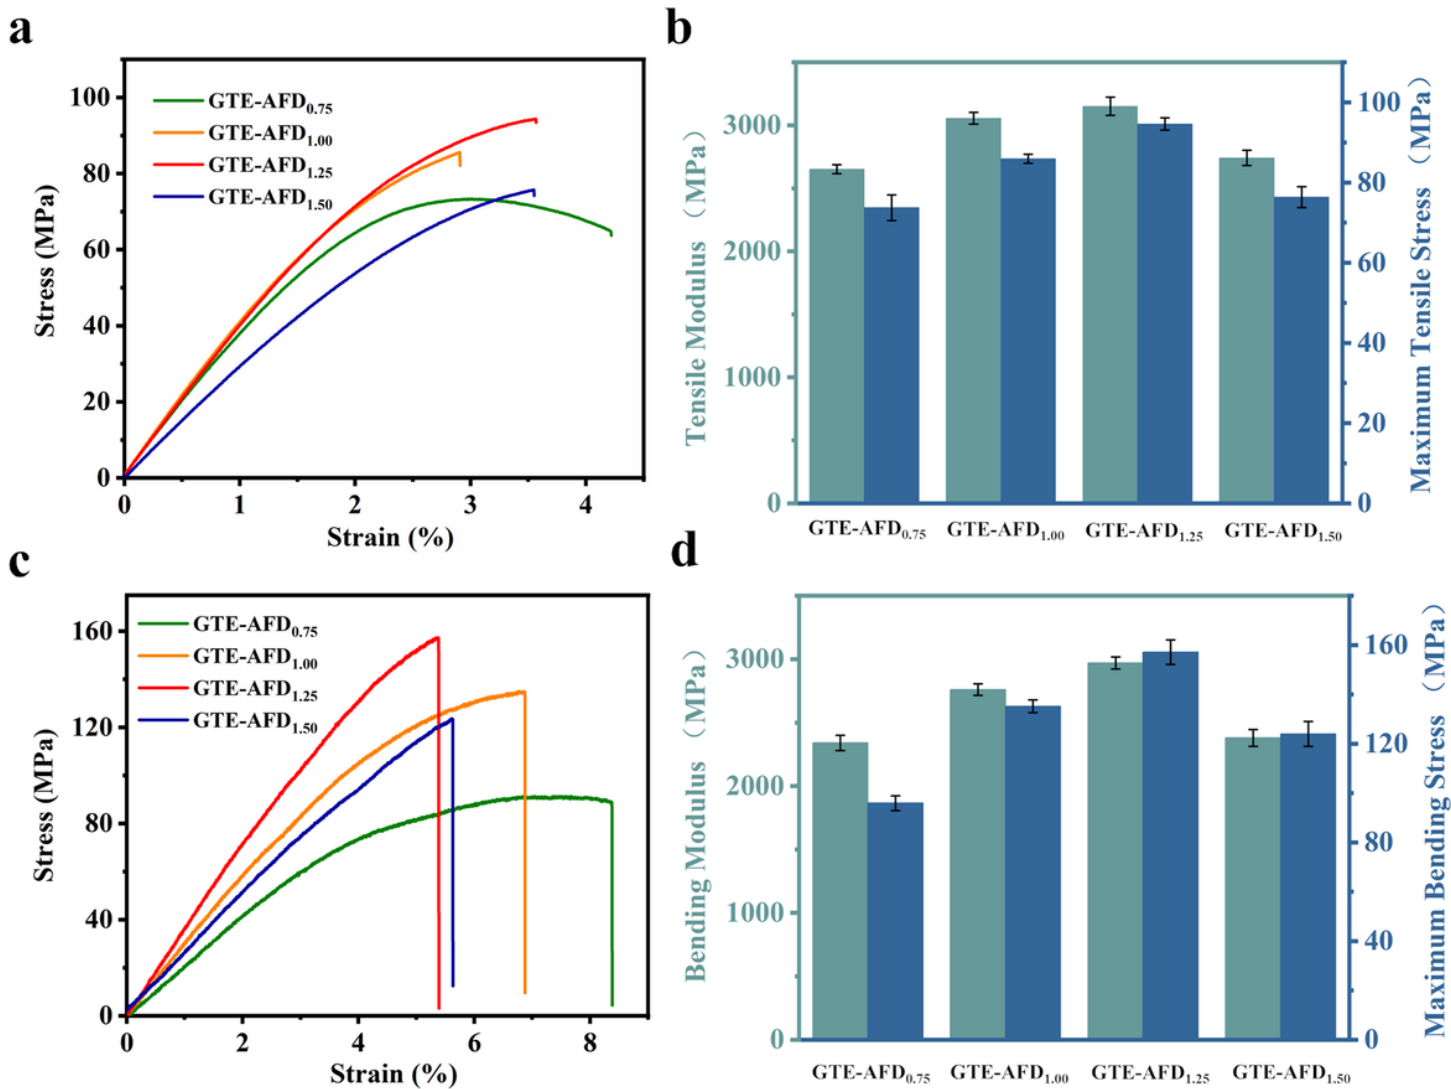 a
100
80
60
40
20
0
Stress (MPa)
GTE-AFD0.75
GTE-AFD1.00
GTE-AFD1.25
GTE-AFD1.50
0 1 2 3 4
Strain (%)
b
3000
2000
1000
0
Tensile Modulus (MPa)
100
80
60
40
20
0
Maximum Tensile Stress (MPa)
GTE-AFD0.75 GTE-AFD1.00 GTE-AFD1.25 GTE-AFD1.50
c
160
120
80
40
0
Stress (MPa)
GTE-AFD0.75
GTE-AFD1.00
GTE-AFD1.25
GTE-AFD1.50
0 2 4 6 8
Strain (%)
d
3000
2000
1000
0
Bending Modulus (MPa)
160
120
80
40
0
Maximum Bending Stress (MPa)
GTE-AFD0.75 GTE-AFD1.00 GTE-AFD1.25 GTE-AFD1.50